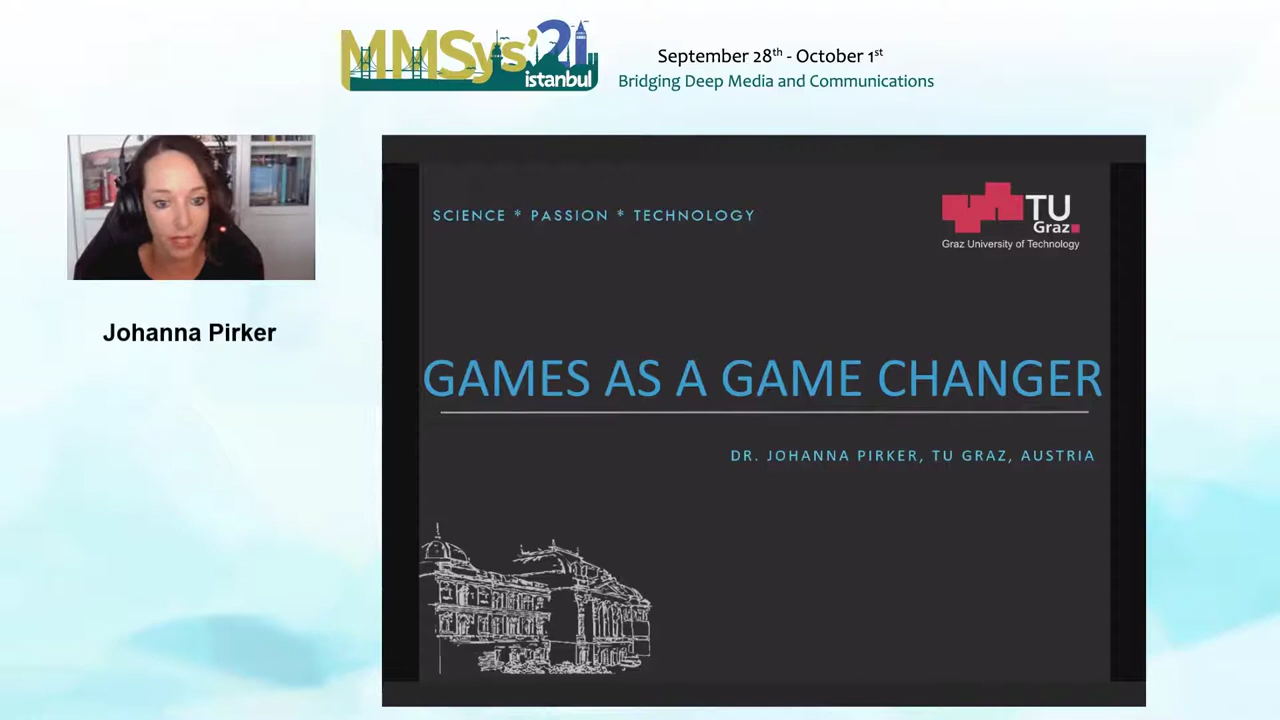 MMSys'21
istanbul
September 28th - October 1st
Bridging Deep Media and Communications
Johanna Pirker
SCIENCE * PASSION * TECHNOLOGY
TU
Graz
Graz University of Technology
GAMES AS A GAME CHANGER
DR. JOHANNA PIRKER, TU GRAZ, AUSTRIA